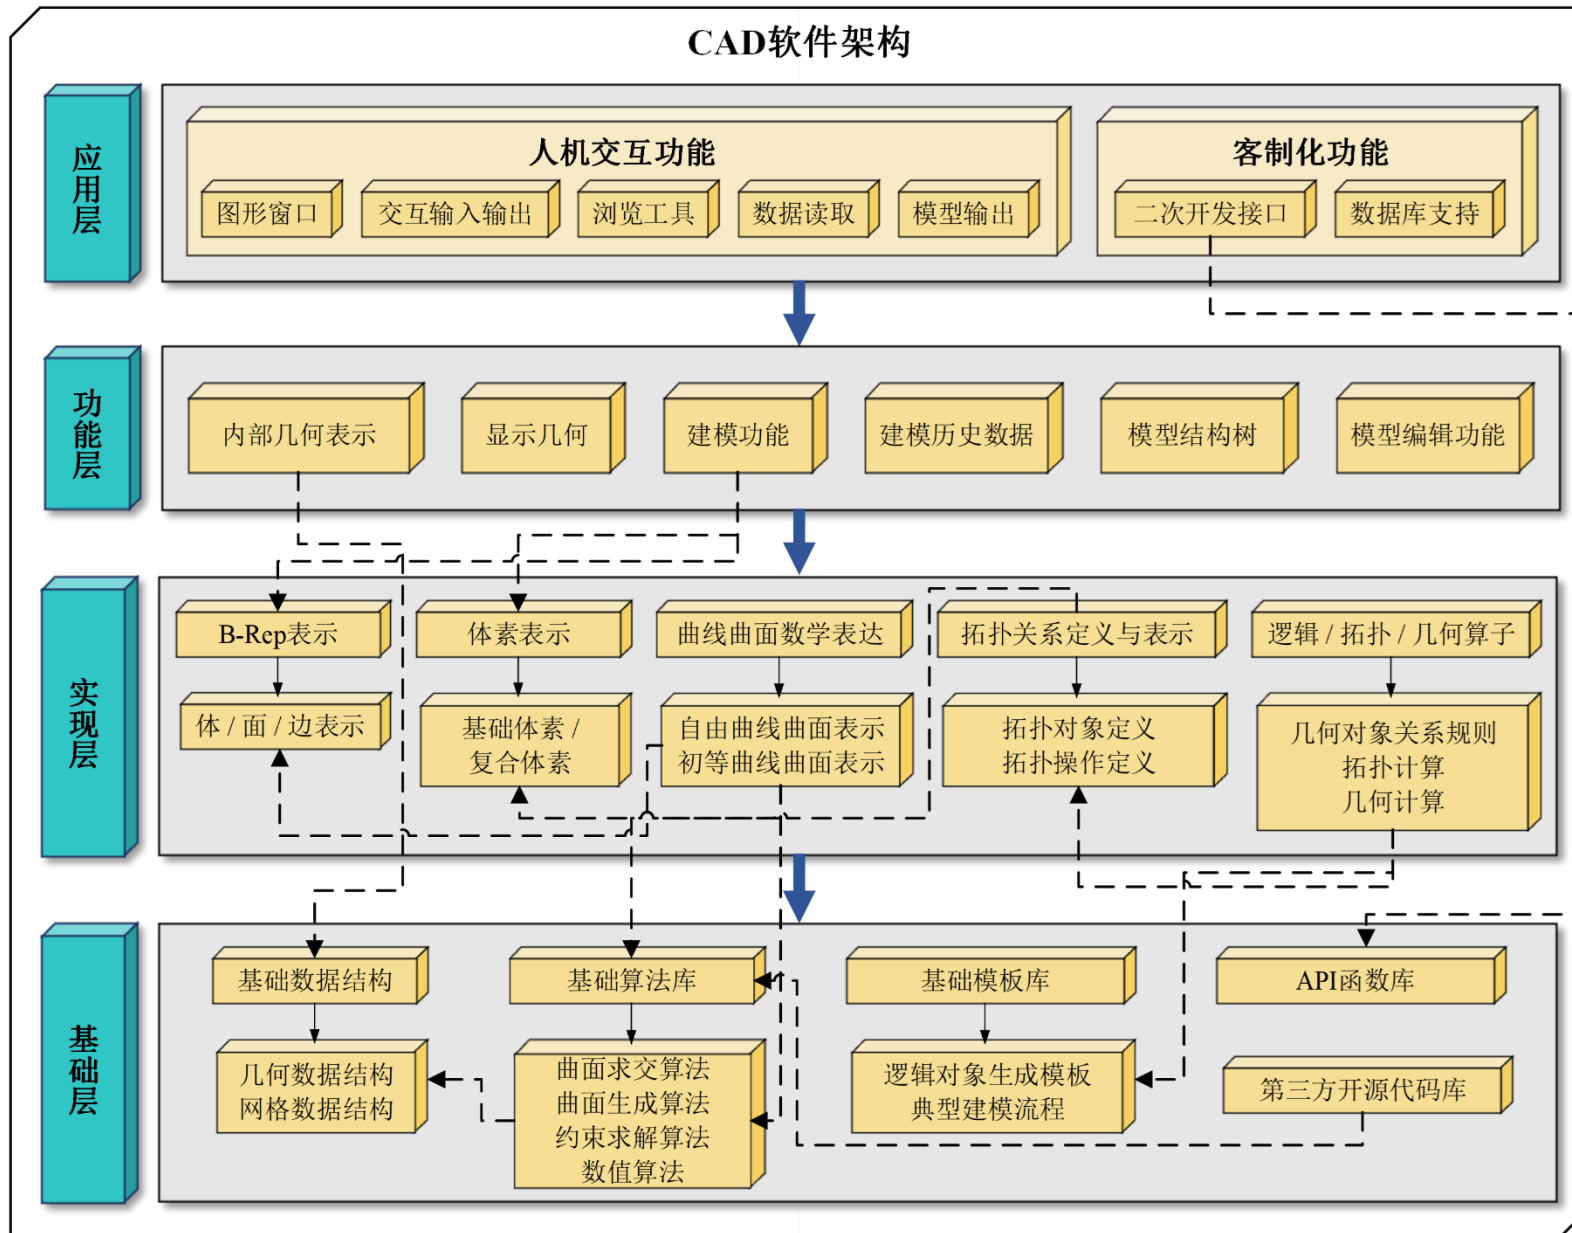 CAD软件架构
应用层
人机交互功能
图形窗口
交互输入输出
浏览工具
数据读取
模型输出
客制化功能
二次开发接口
数据库支持
功能层
内部几何表示
显示几何
建模功能
建模历史数据
模型结构树
模型编辑功能
实现层
B-Rep表示
体素表示
曲线曲面数学表达
拓扑关系定义与表示
逻辑 / 拓扑 / 几何算子
体 / 面 / 边表示
基础体素 /
复合体素
自由曲线曲面表示
初等曲线曲面表示
拓扑对象定义
拓扑操作定义
几何对象关系规则
拓扑计算
几何计算
基础层
基础数据结构
基础算法库
基础模板库
API函数库
几何数据结构
网格数据结构
曲面求交算法
曲面生成算法
约束求解算法
数值算法
逻辑对象生成模板
典型建模流程
第三方开源代码库